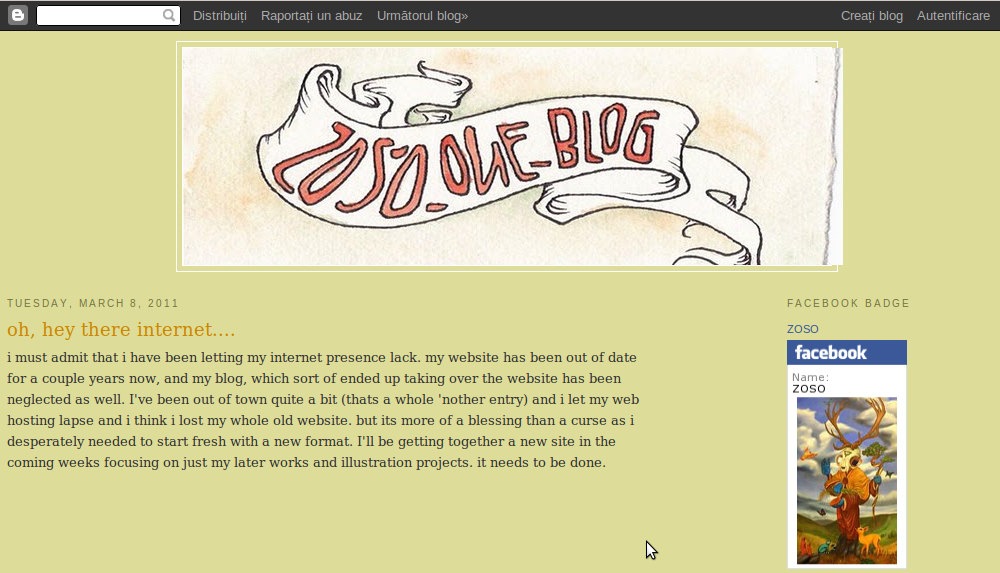 Distribuiți Raportați un abuz Următorul blog» Creați blog Autentificare
ZOSO_ONE_BLOG
TUESDAY, MARCH 8, 2011
oh, hey there internet....
i must admit that i have been letting my internet presence lack. my website has been out of date
for a couple years now, and my blog, which sort of ended up taking over the website has been
neglected as well. I've been out of town quite a bit (thats a whole 'nother entry) and i let my web
hosting lapse and i think i lost my whole old website. but its more of a blessing than a curse as i
desperately needed to start fresh with a new format. I'll be getting together a new site in the
coming weeks focusing on just my later works and illustration projects. it needs to be done.
FACEBOOK BADGE
ZOSO
facebook
Name:
ZOSO